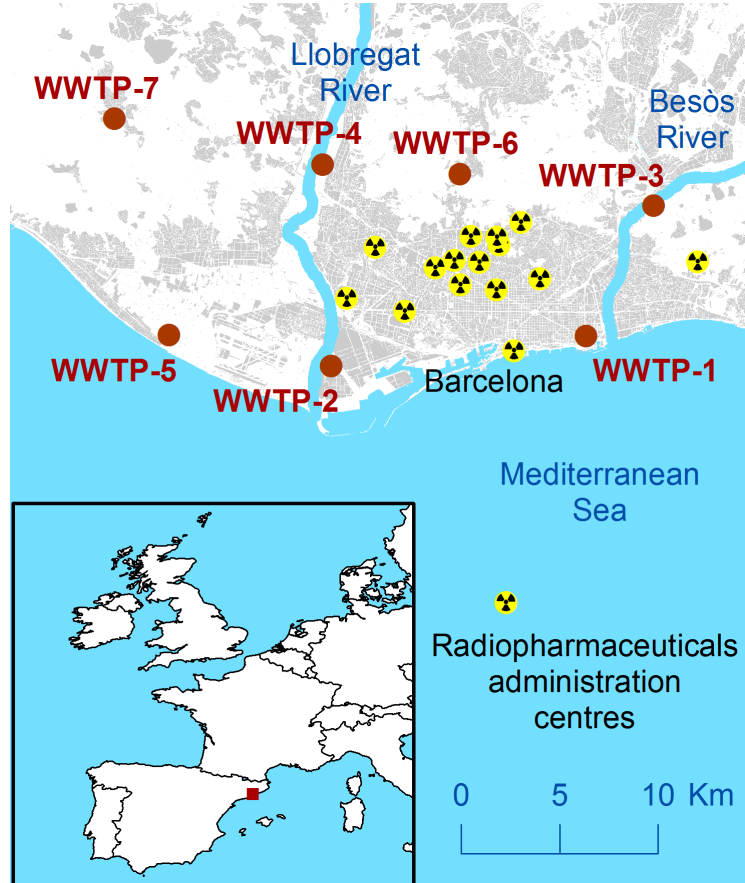 Llobregat
River
WWTP-7
Besòs
River
WWTP-4
WWTP-6
WWTP-3
WWTP-5
WWTP-2
Barcelona
WWTP-1
Mediterranean
Sea
Radiopharmaceuticals
administration
centres
0 5 10 Km